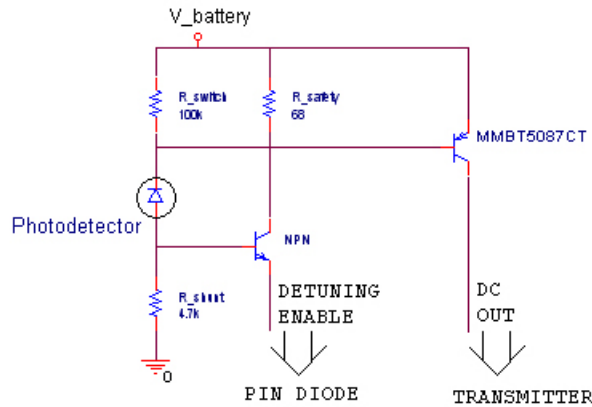 V_battery
R_switch
100k
R_safety
68
MMBT5087CT
Photodetector
NPN
R_shunt
4.7k
0
DETUNING
ENABLE
DC
OUT
PIN DIODE
TRANSMITTER